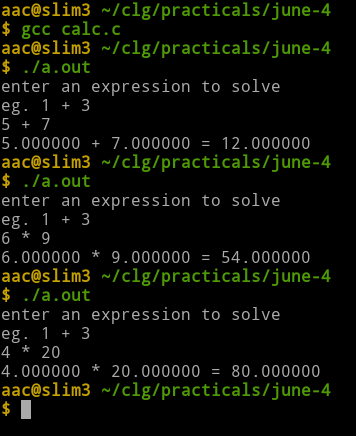 aac@slim3 ~/clg/practicals/june-4
$ gcc calc.c
aac@slim3 ~/clg/practicals/june-4
$ ./a.out
enter an expression to solve
eg. 1 + 3
5 + 7
5.000000 + 7.000000 = 12.000000
aac@slim3 ~/clg/practicals/june-4
$ ./a.out
enter an expression to solve
eg. 1 + 3
6 * 9
6.000000 * 9.000000 = 54.000000
aac@slim3 ~/clg/practicals/june-4
$ ./a.out
enter an expression to solve
eg. 1 + 3
4 * 20
4.000000 * 20.000000 = 80.000000
aac@slim3 ~/clg/practicals/june-4
$